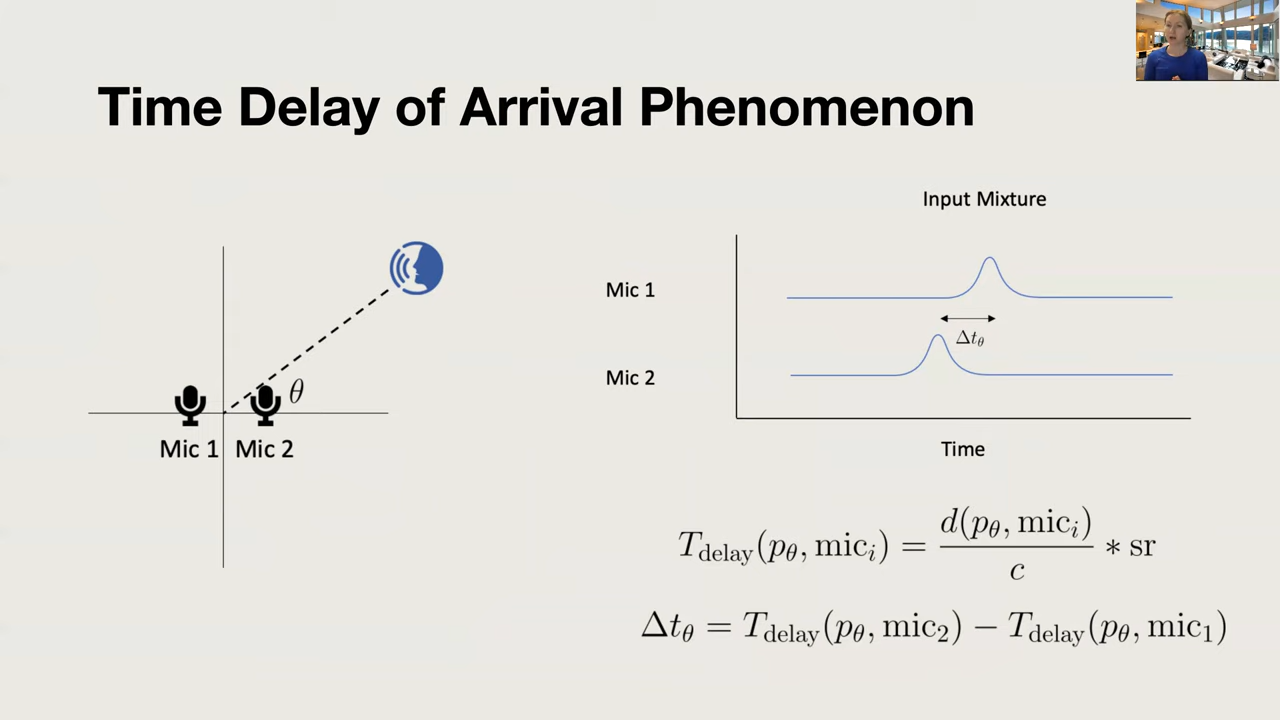 Time Delay of Arrival Phenomenon
Input Mixture
Mic 1
Δt_θ
Mic 2
Time
θ
Mic 1
Mic 2
T_delay(p_θ, mic_i) = d(p_θ, mic_i) / c * sr
Δt_θ = T_delay(p_θ, mic_2) − T_delay(p_θ, mic_1)